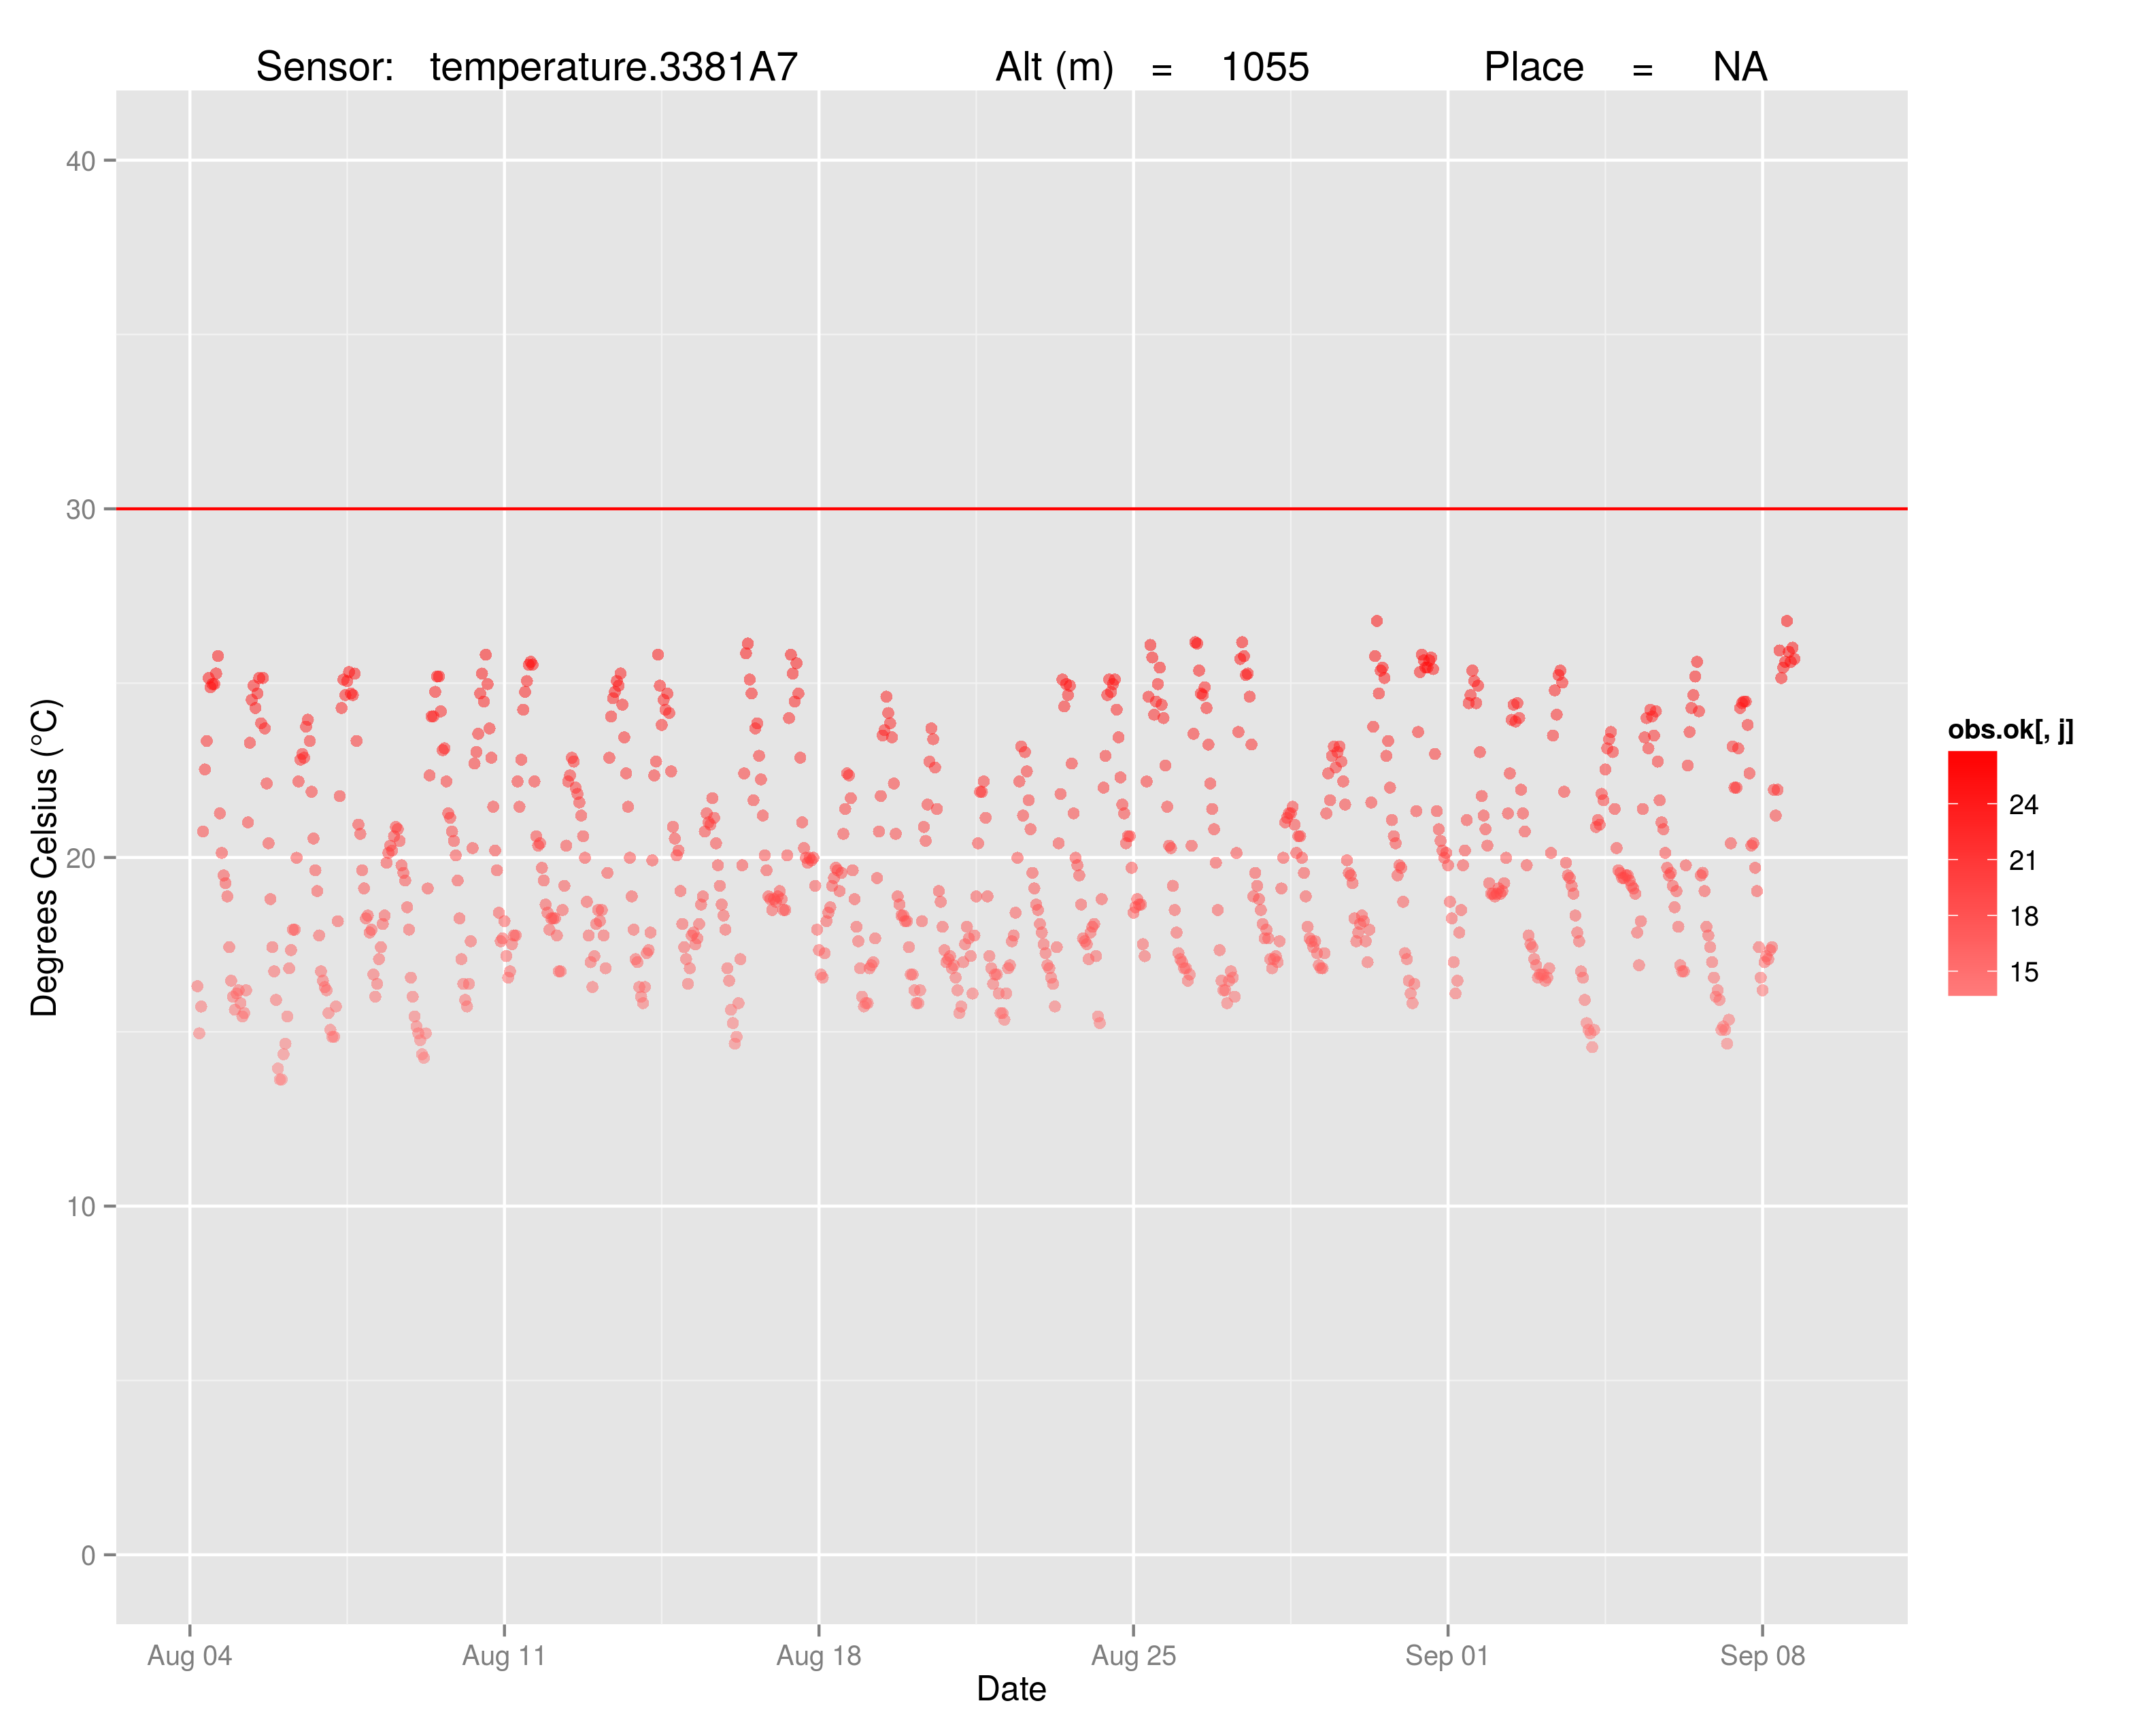 Sensor: temperature.3381A7 Alt (m) = 1055 Place = NA
40
30
20
10
0
Degrees Celsius (°C)
Aug 04 Aug 11 Aug 18 Aug 25 Sep 01 Sep 08
Date
obs.ok[, j]
24
21
18
15